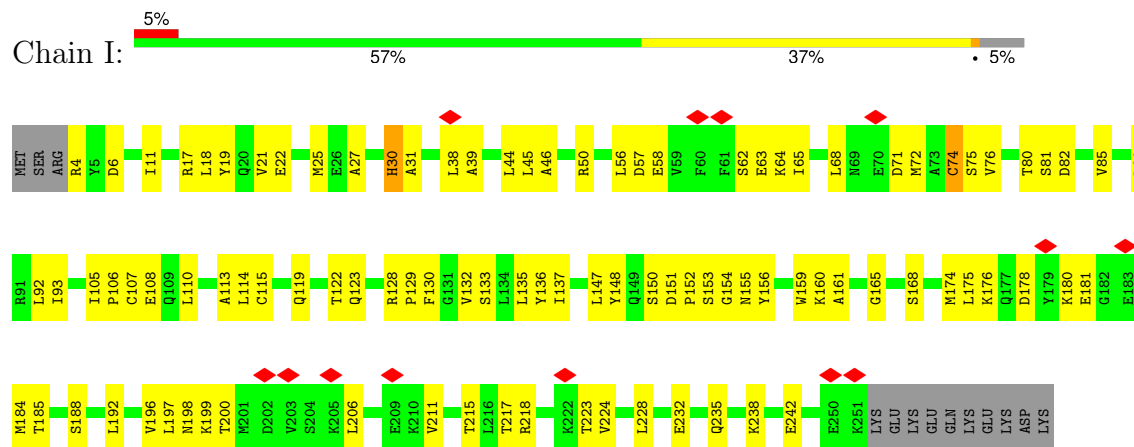 5%
Chain I:
57% 37% • 5%
MET SER ARG R4 Y5 D6 I11 R17 L18 Y19 Q20 V21 E22 M25 E26 A27 H30 A31 L38 A39 L44 L45 A46 R50 L56 D57 E58 V59 F60 F61 S62 E63 K64 I65 L68 N69 E70 D71 M72 A73 C74 S75 V76 T80 S81 D82 V85
R91 L92 I93 I105 P106 C107 E108 Q109 L110 A113 L114 C115 Q119 T122 Q123 R128 P129 F130 G131 V132 S133 L134 L135 Y136 I137 L147 Y148 Q149 S150 D151 P152 S153 G154 N155 Y156 W159 K160 A161 G165 S168 M174 L175 K176 Q177 D178 Y179 K180 E181 G182 E183
M184 T185 S188 L192 V196 L197 N198 K199 T200 M201 D202 V203 S204 K205 L206 E209 K210 V211 T215 L216 T217 R218 K222 T223 V224 L228 E232 Q235 K238 E242 E250 K251 LYS GLU LYS GLU GLN LYS GLU LYS ASP LYS